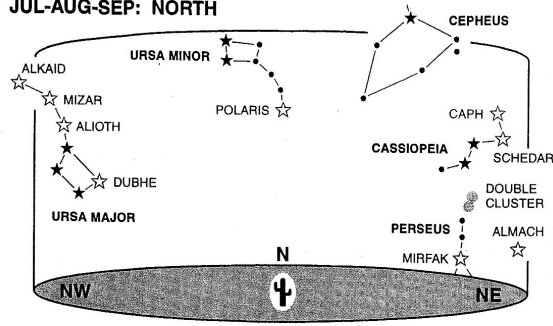 JUL-AUG-SEP: NORTH
CEPHEUS
URSA MINOR
ALKAID
MIZAR
POLARIS
CAPH
ALIOTH
CASSIOPEIA
SCHEDAR
DUBHE
DOUBLE
CLUSTER
URSA MAJOR
PERSEUS
ALMACH
N
MIRFAK
NW
NE